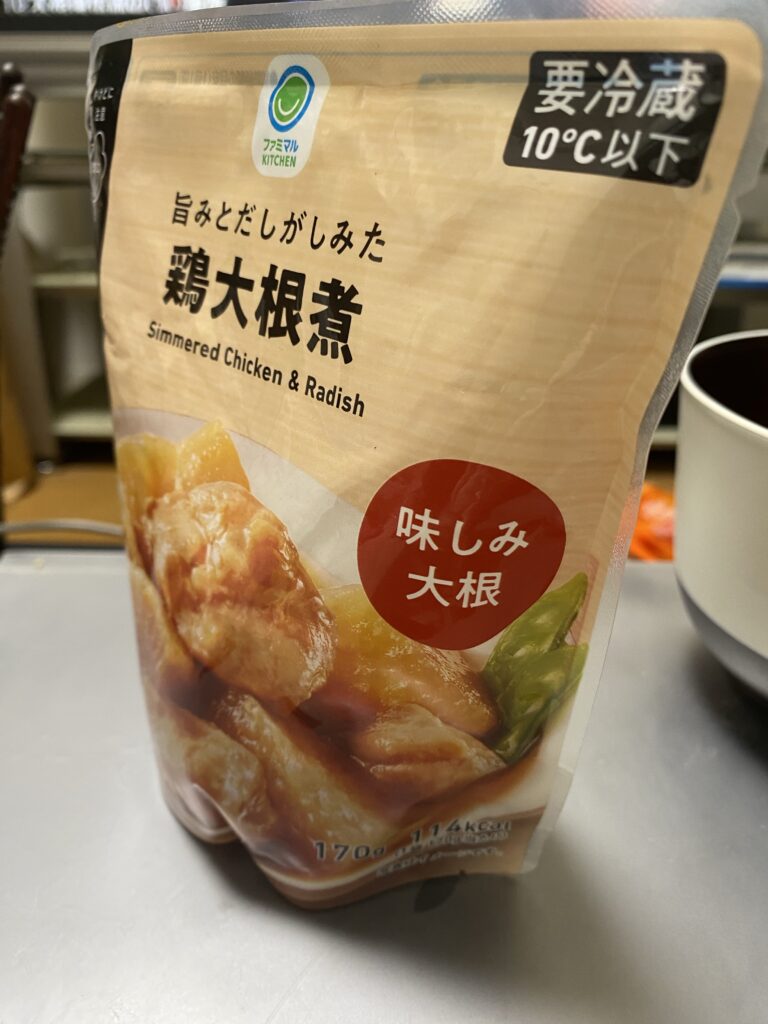 ファミマル
KITCHEN
要冷蔵
10℃以下
旨みとだしがしみた
鶏大根煮
Simmered Chicken & Radish
味しみ
大根
170g 114kcal